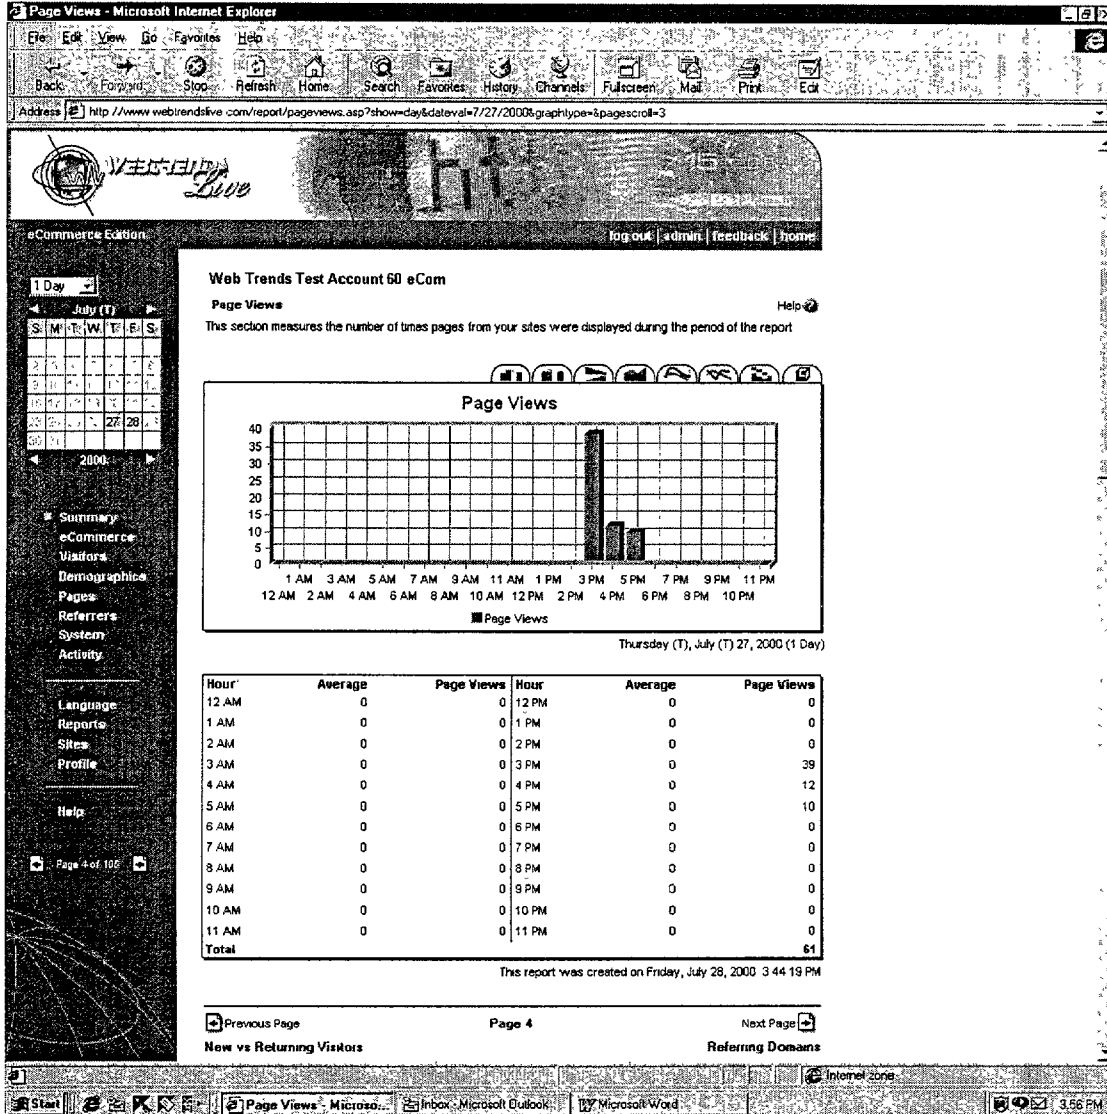 Page Views - Microsoft Internet Explorer
File Edit View Go Favorites Help
Back Forward Stop Refresh Home Search Favorites History Channels Fullscreen Mail Print Edit
Address http://www webtrendslive com/report/pageviews.asp?show=day&dateval=7/27/2000&graphtype=&pagescroll=3
WEBTRENDS
Live
eCommerce Edition
log out | admin | feedback | home
Web Trends Test Account 60 eCom
1 Day
Page Views
Help
July (T)
This section measures the number of times pages from your sites were displayed during the period of the report
S M T W T F S
27 28
2000
Page Views
40
35
30
25
20
15
10
5
0
1 AM 3 AM 5 AM 7 AM 9 AM 11 AM 1 PM 3 PM 5 PM 7 PM 9 PM 11 PM
12 AM 2 AM 4 AM 6 AM 8 AM 10 AM 12 PM 2 PM 4 PM 6 PM 8 PM 10 PM
Page Views
Thursday (T), July (T) 27, 2000 (1 Day)
Summary
eCommerce
Visitors
Demographics
Pages
Referrers
System
Activity
Language
Reports
Sites
Profile
Help
Page 4 of 105
Hour Average Page Views Hour Average Page Views
12 AM 0 0 12 PM 0 0
1 AM 0 0 1 PM 0 0
2 AM 0 0 2 PM 0 0
3 AM 0 0 3 PM 0 39
4 AM 0 0 4 PM 0 12
5 AM 0 0 5 PM 0 10
6 AM 0 0 6 PM 0 0
7 AM 0 0 7 PM 0 0
8 AM 0 0 8 PM 0 0
9 AM 0 0 9 PM 0 0
10 AM 0 0 10 PM 0 0
11 AM 0 0 11 PM 0 0
Total 61
This report was created on Friday, July 28, 2000 3 44 19 PM
Previous Page Page 4 Next Page
New vs Returning Visitors Referring Domains
Internet zone
Start Page Views - Microso... Inbox - Microsoft Outlook Microsoft Word 3.56 PM